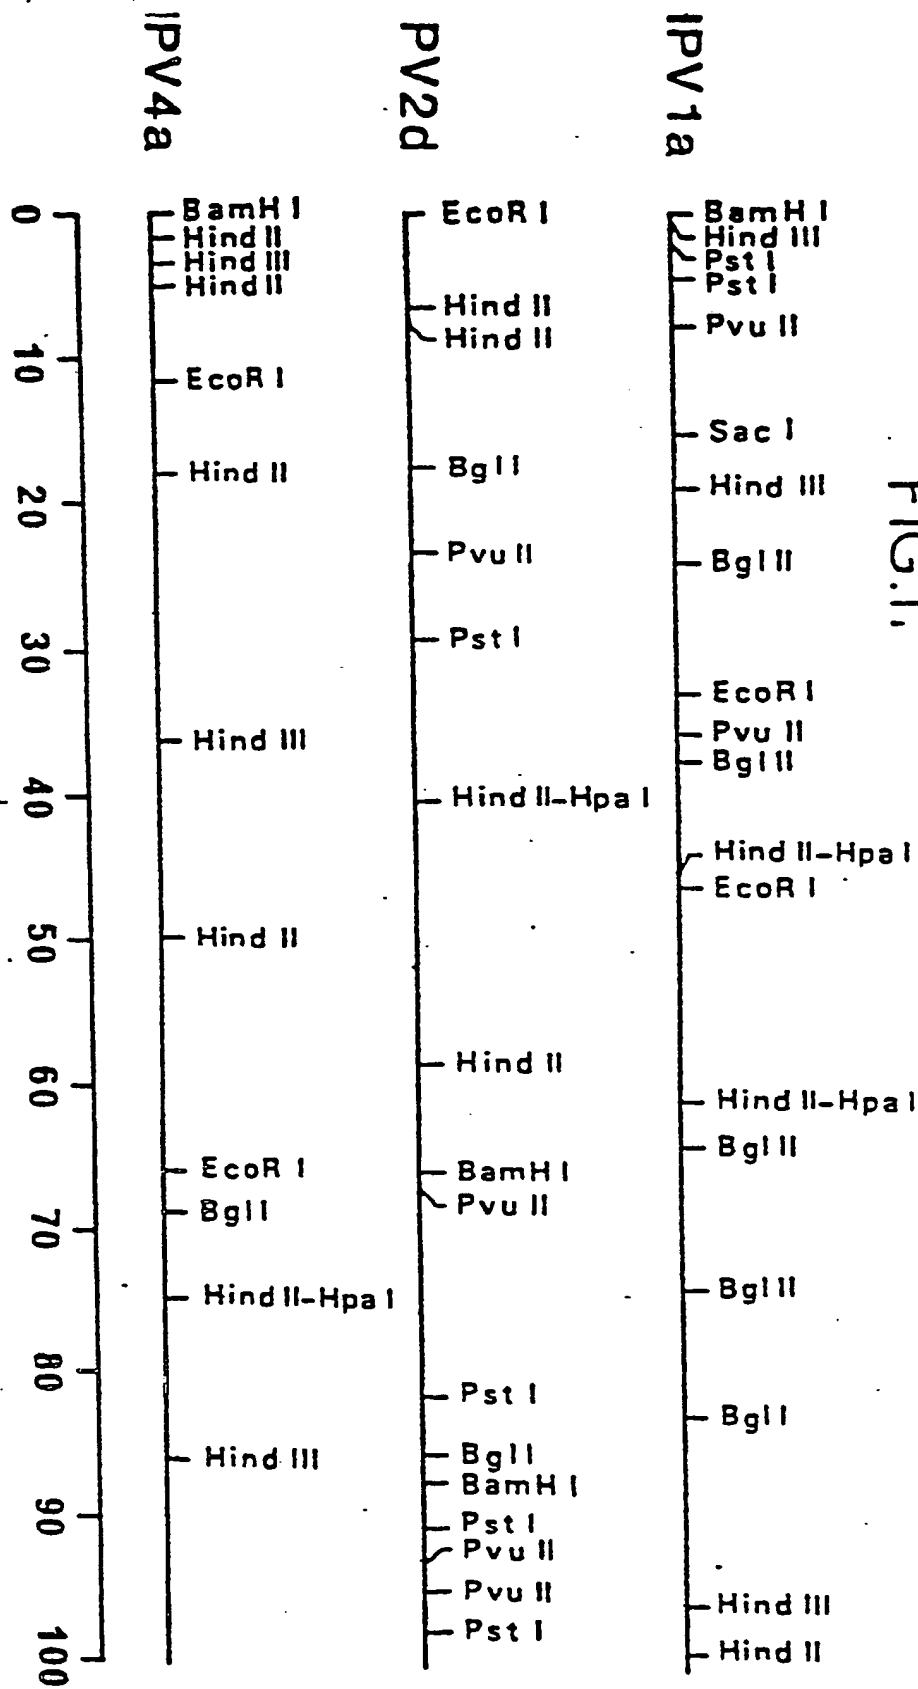 FIG.1.
IPV1a
BamH I
Hind III
Pst I
Pst I
Pvu II
Sac I
Hind III
Bgl II
EcoR I
Pvu II
Bgl II
Hind II-Hpa I
EcoR I
Hind II-Hpa I
Bgl II
Bgl II
Bgl I
Hind III
Hind II
PV2d
EcoR I
Hind II
Hind II
Bgl I
Pvu II
Pst I
Hind II-Hpa I
Hind II
BamH I
Pvu II
Pst I
Bgl I
BamH I
Pst I
Pvu II
Pvu II
Pst I
IPV4a
BamH I
Hind II
Hind III
Hind II
EcoR I
Hind II
Hind III
Hind II
EcoR I
Bgl I
Hind II-Hpa I
Hind III
0
10
20
30
40
50
60
70
80
90
100